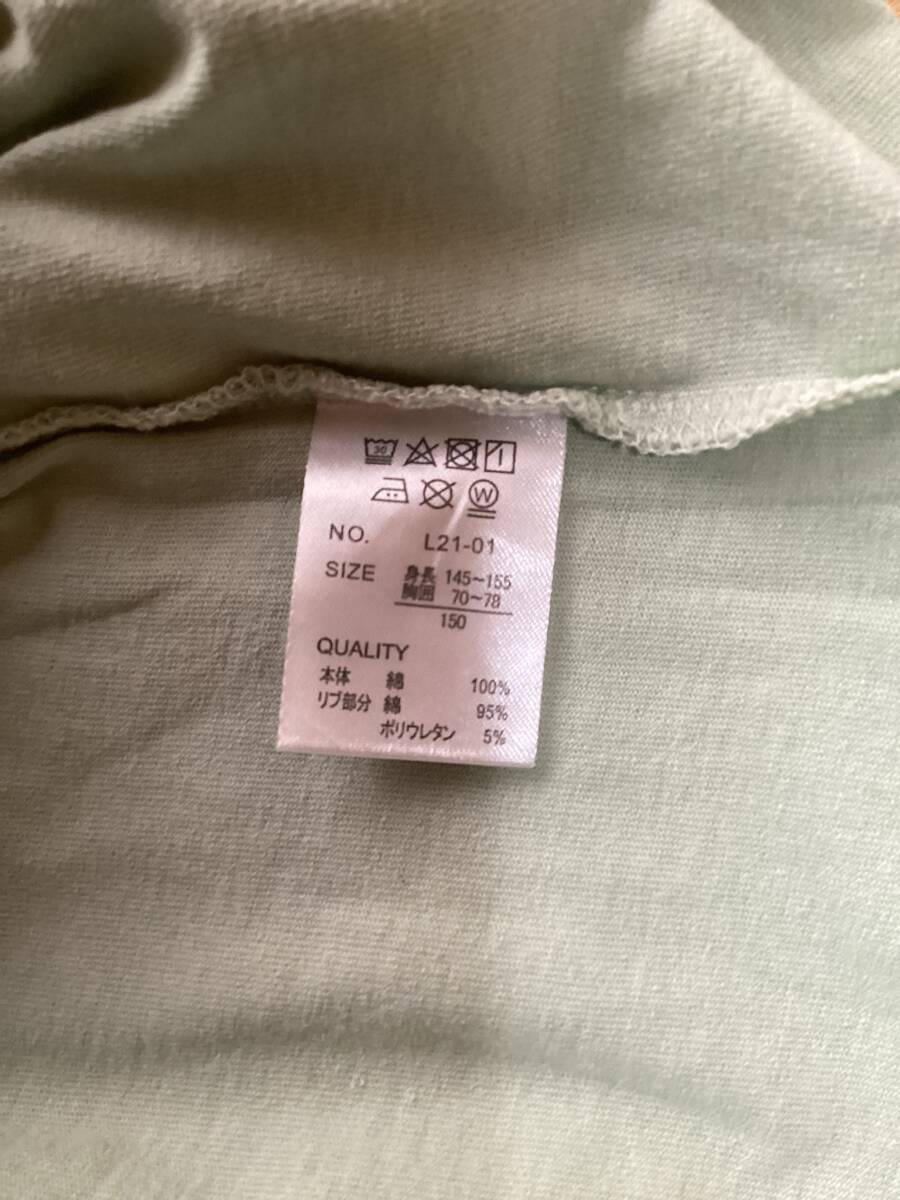 30
W
NO. L21-01
SIZE 身長 145~155
胸囲 70~78
150
QUALITY
本体 綿 100%
リブ部分 綿 95%
ポリウレタン 5%